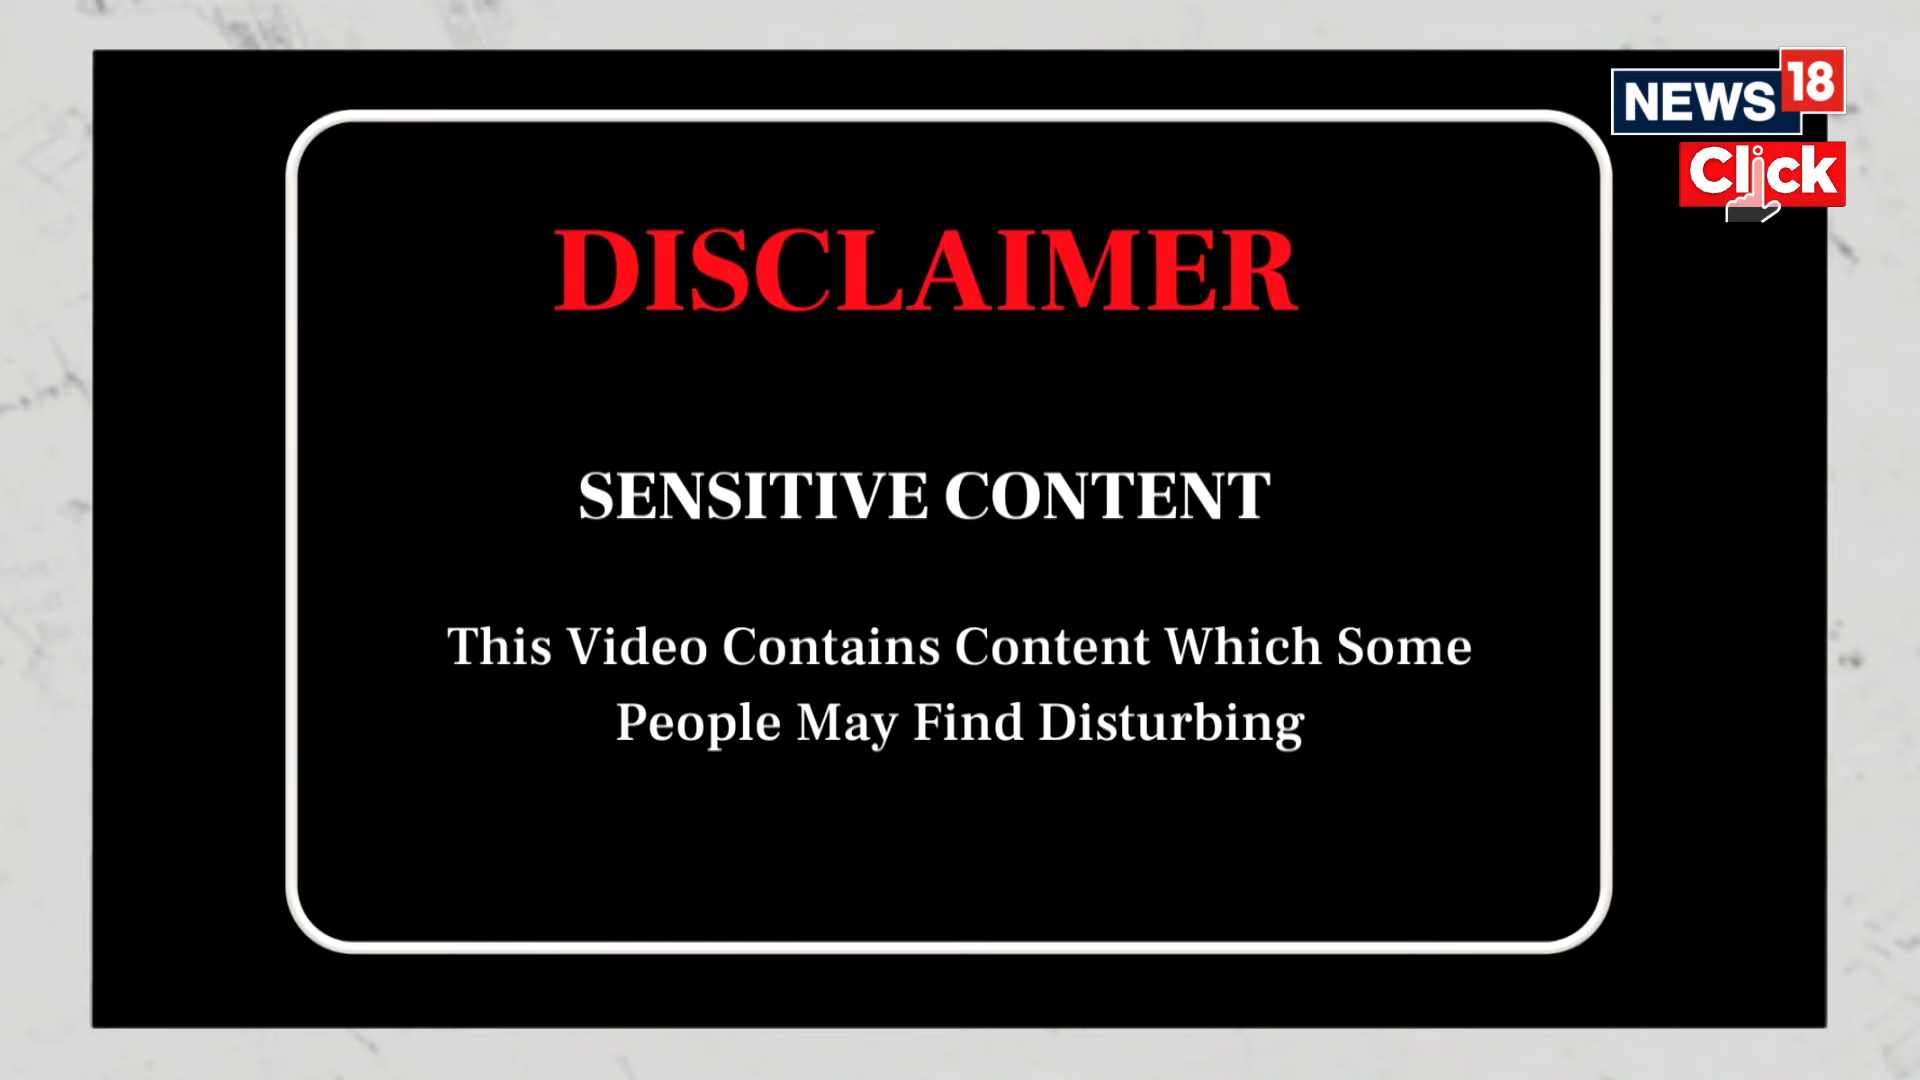 NEWS 18
Click
DISCLAIMER
SENSITIVE CONTENT
This Video Contains Content Which Some
People May Find Disturbing